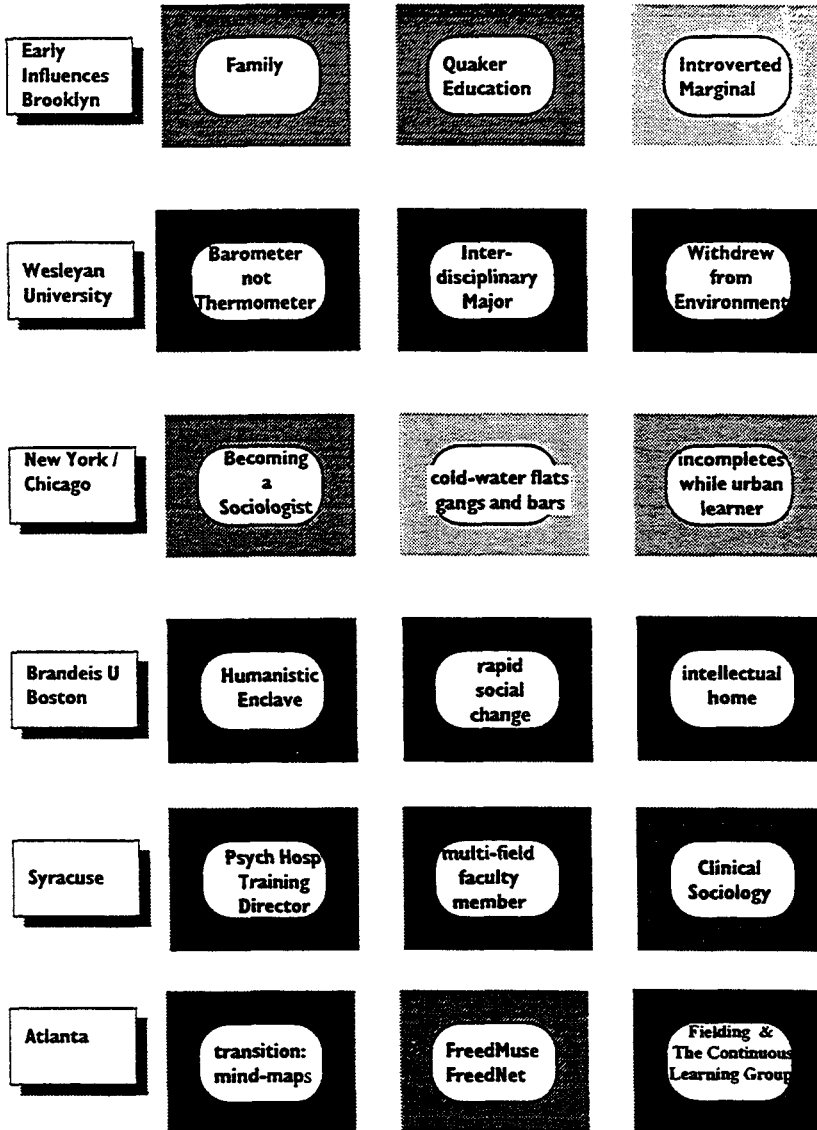 Early
Influences
Brooklyn
Family
Quaker
Education
Introverted
Marginal
Wesleyan
University
Barometer
not
Thermometer
Inter-
disciplinary
Major
Withdrew
from
Environment
New York /
Chicago
Becoming
a
Sociologist
cold-water flats
gangs and bars
incompletes
while urban
learner
Brandeis U
Boston
Humanistic
Enclave
rapid
social
change
intellectual
home
Syracuse
Psych Hosp
Training
Director
multi-field
faculty
member
Clinical
Sociology
Atlanta
transition:
mind-maps
FreedMuse
FreedNet
Fielding &
The Continuous
Learning Group